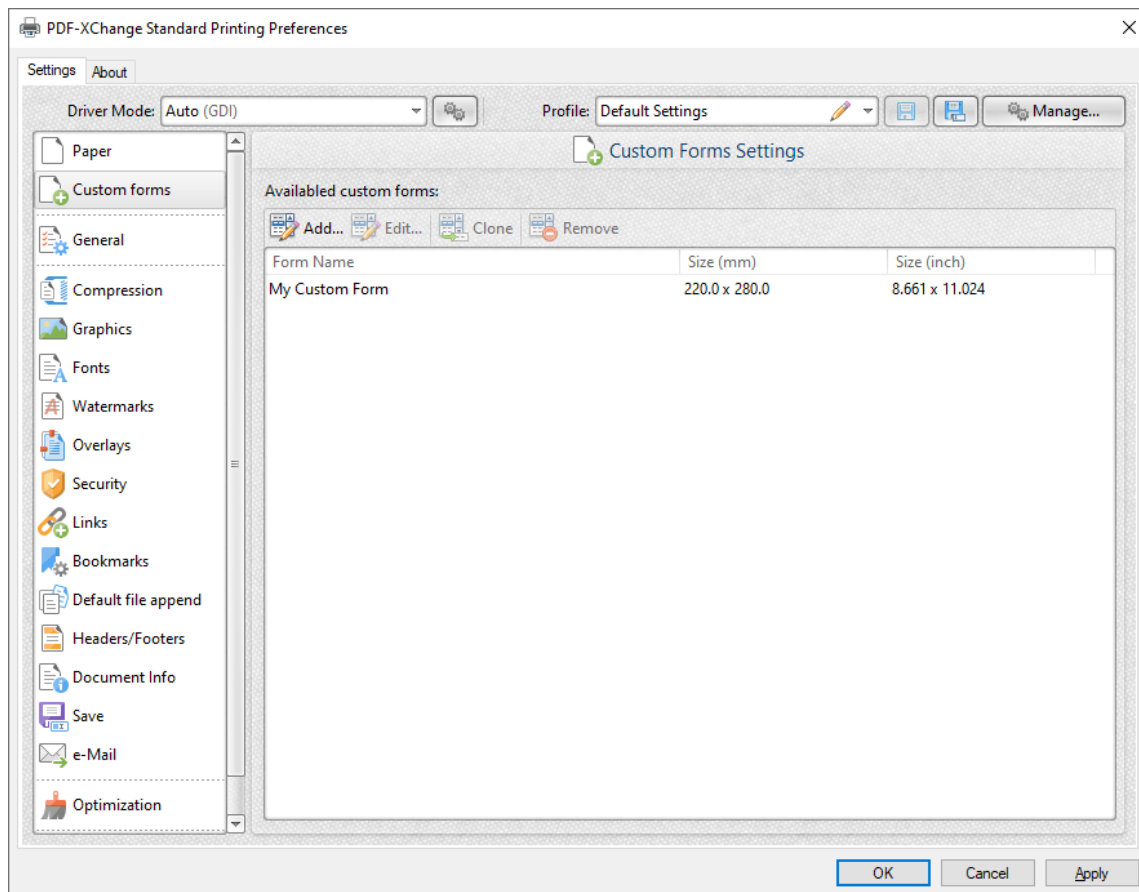 PDF-XChange Standard Printing Preferences
Settings About
Driver Mode: Auto (GDI) Profile: Default Settings Manage...
Paper
Custom forms
General
Compression
Graphics
Fonts
Watermarks
Overlays
Security
Links
Bookmarks
Default file append
Headers/Footers
Document Info
Save
e-Mail
Optimization
Custom Forms Settings
Availabled custom forms:
Add... Edit... Clone Remove
Form Name Size (mm) Size (inch)
My Custom Form 220.0 x 280.0 8.661 x 11.024
OK Cancel Apply